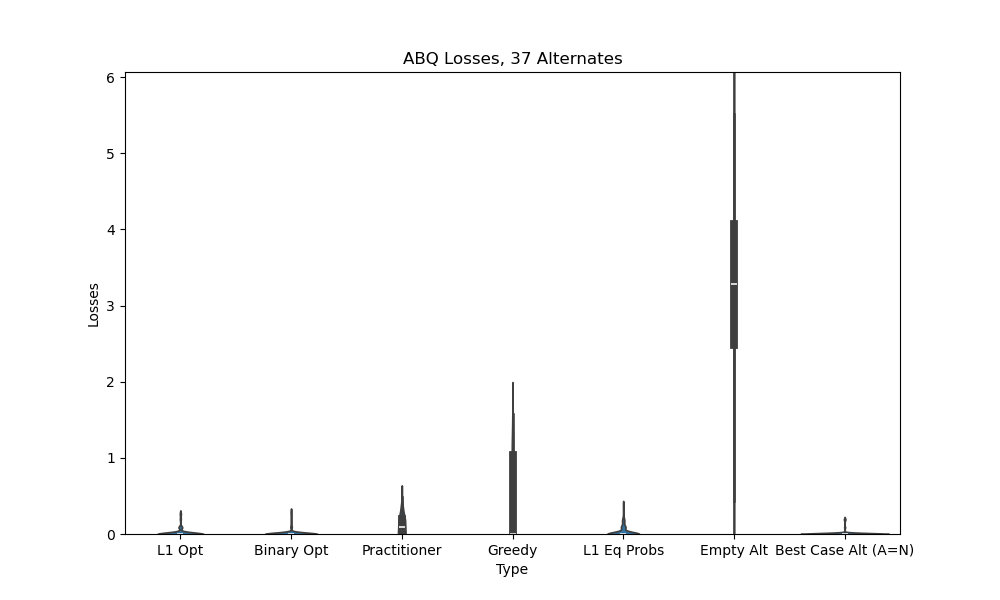 ABQ Losses, 37 Alternates
6
5
4
3
2
1
0
Losses
L1 Opt Binary Opt Practitioner Greedy L1 Eq Probs Empty Alt Best Case Alt (A=N)
Type